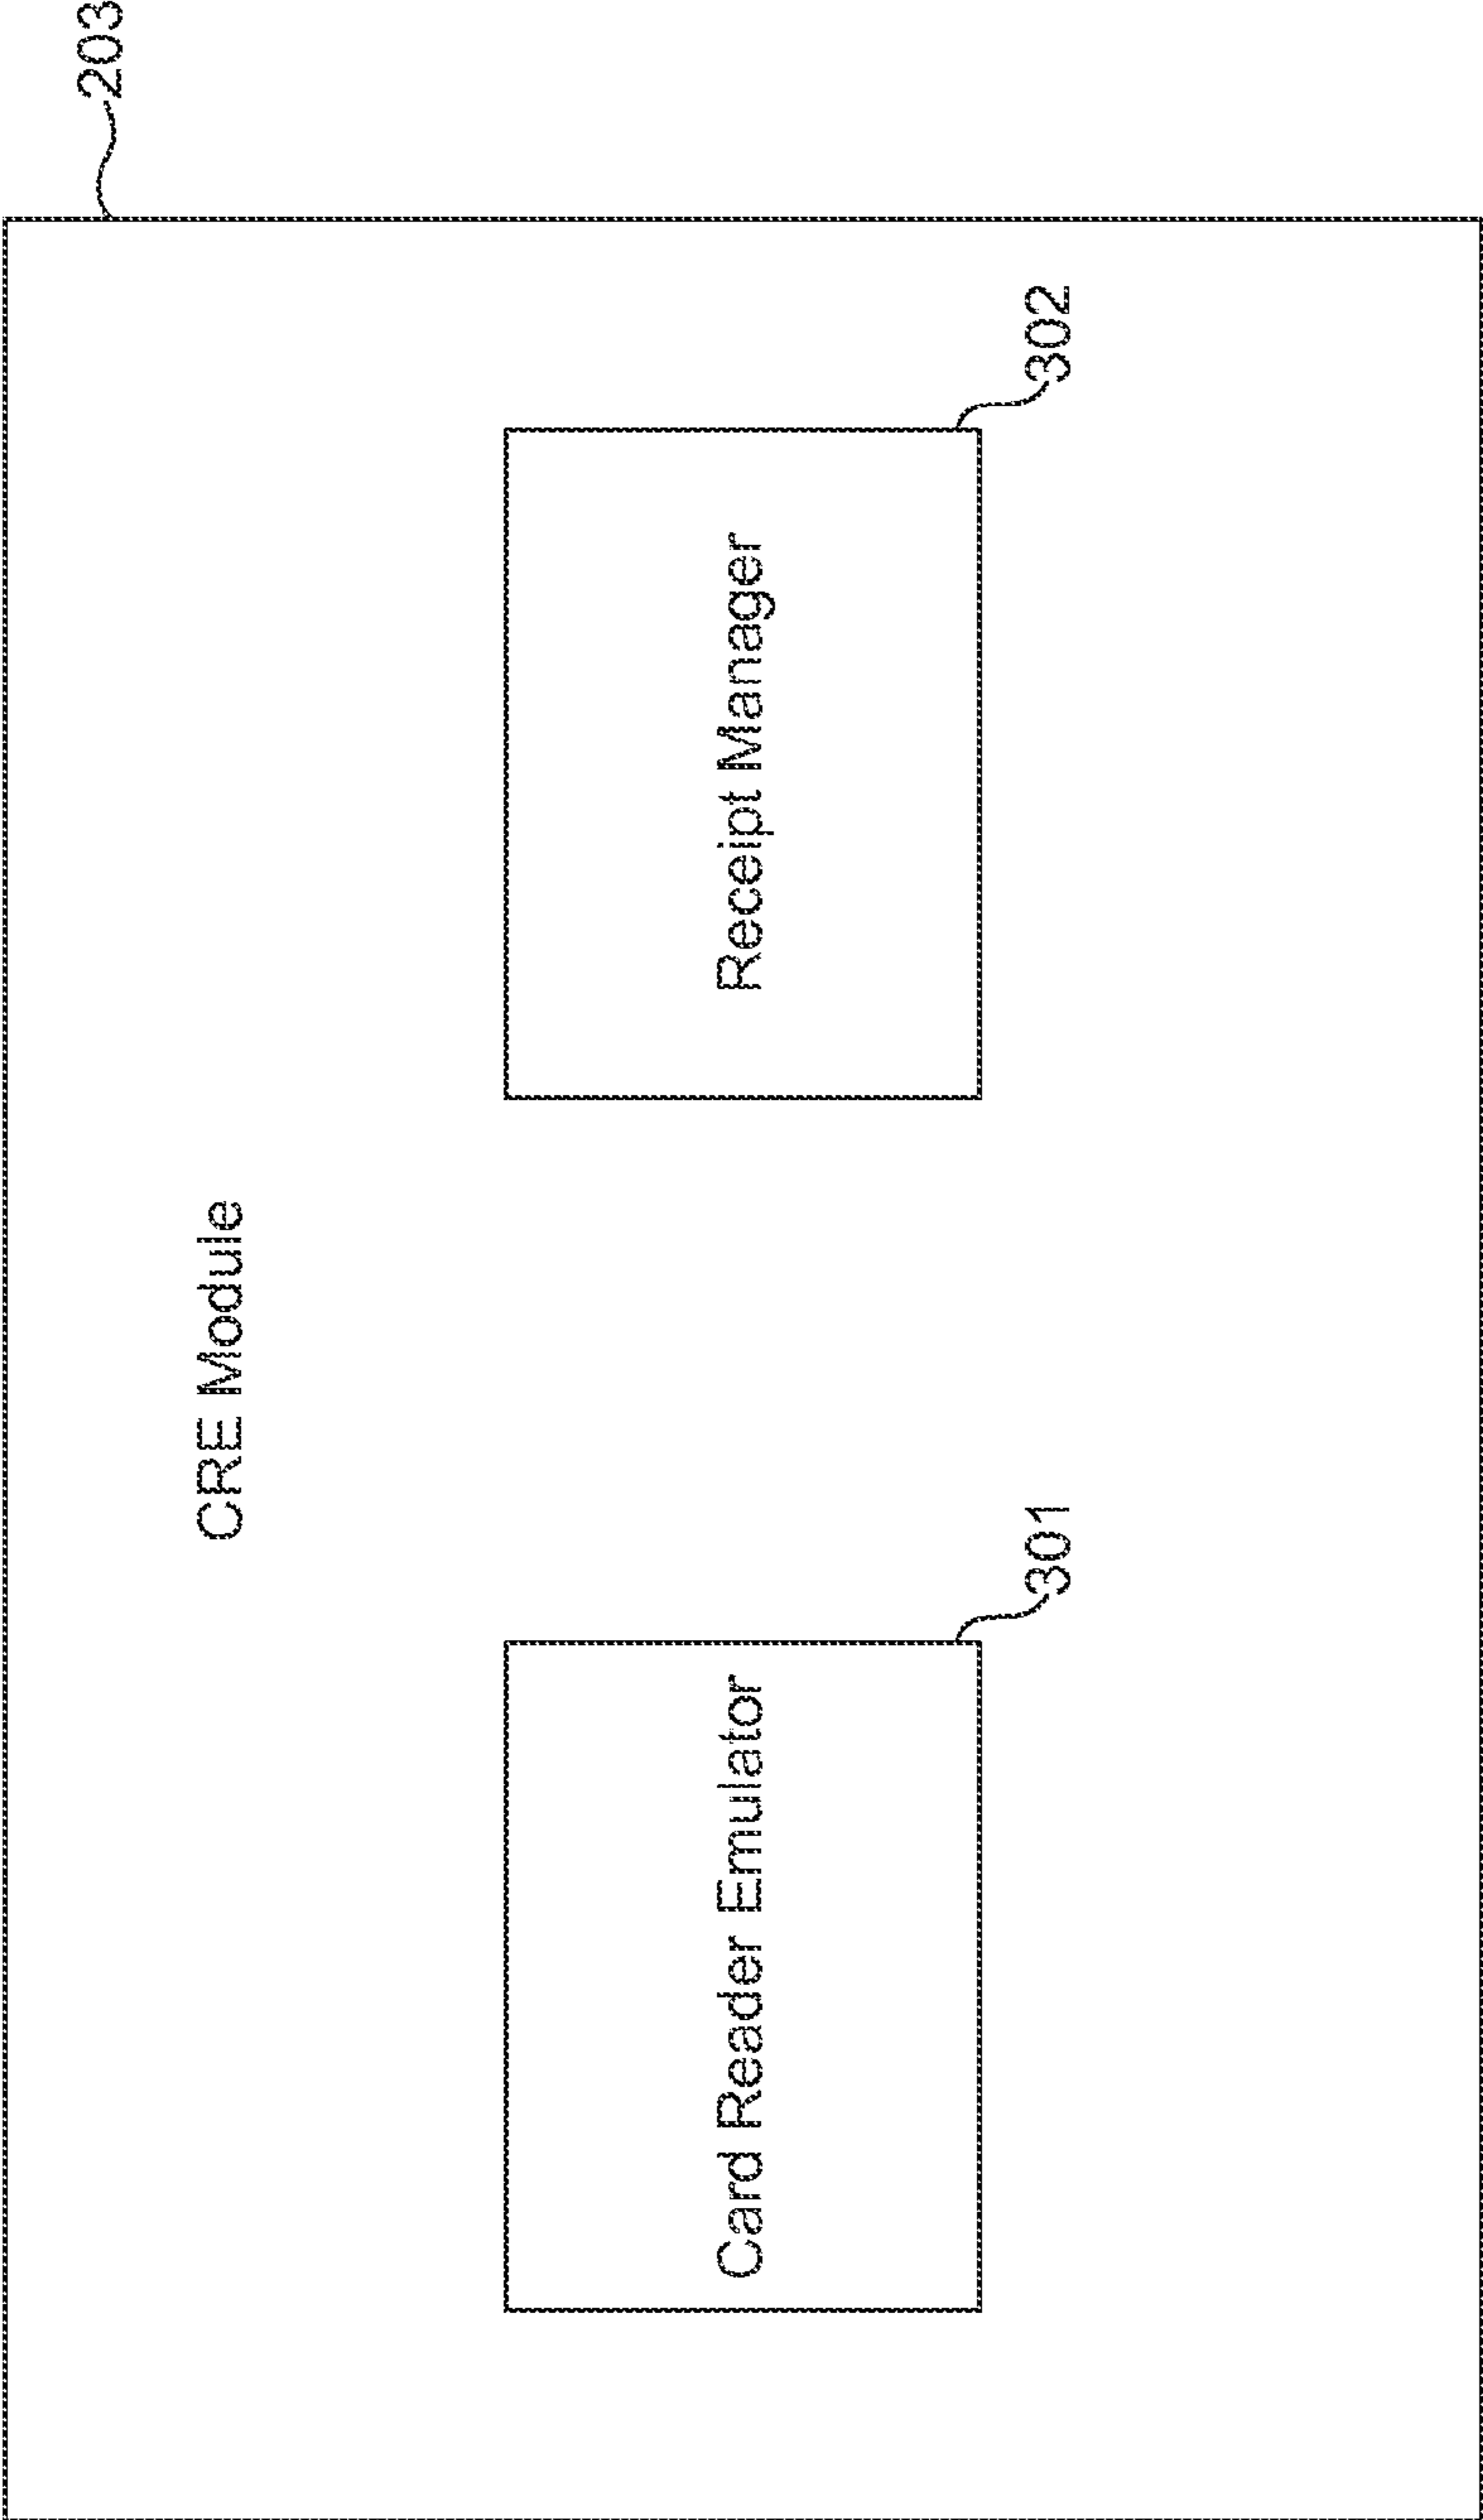 203
CRE Module
Card Reader Emulator
Receipt Manager
301
302